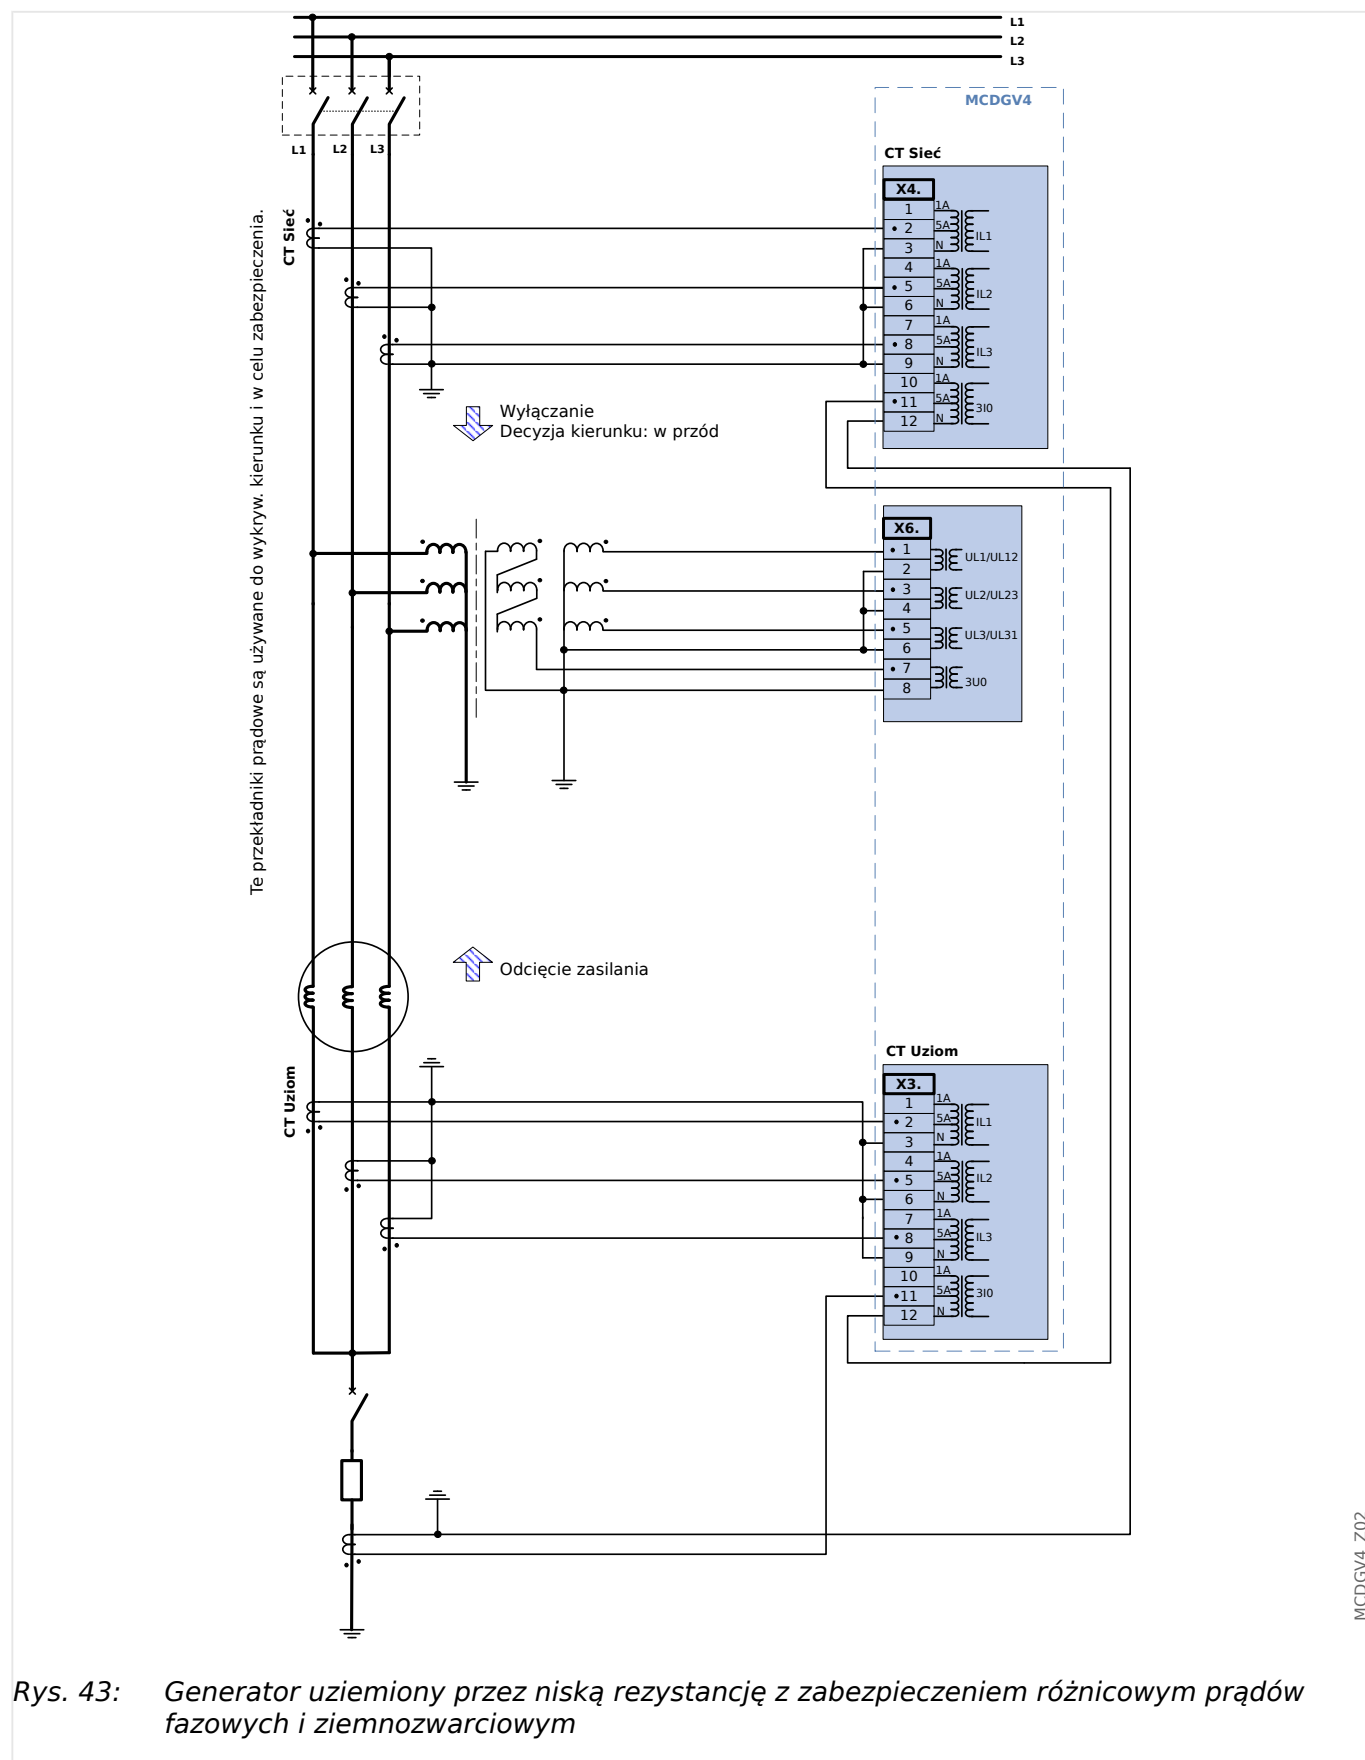 L1
L2
L3
MCDGV4
L1 L2 L3
CT Sieć
Te przekładniki prądowe są używane do wykryw. kierunku i w celu zabezpieczenia.
CT Sieć
X4.
1 1A
2 5A IL1
3 N
4 1A
5 5A IL2
6 N
7 1A
8 5A IL3
9 N
10 1A
11 5A 3I0
12 N
Wyłączanie
Decyzja kierunku: w przód
X6.
1 UL1/UL12
2
3 UL2/UL23
4
5 UL3/UL31
6
7 3U0
8
Odcięcie zasilania
CT Uziom
CT Uziom
X3.
1 1A
2 5A IL1
3 N
4 1A
5 5A IL2
6 N
7 1A
8 5A IL3
9 N
10 1A
11 5A 3I0
12 N
MCDGV4_Z02
Rys. 43: Generator uziemiony przez niską rezystancję z zabezpieczeniem różnicowym prądów
fazowych i ziemnozwarciowym